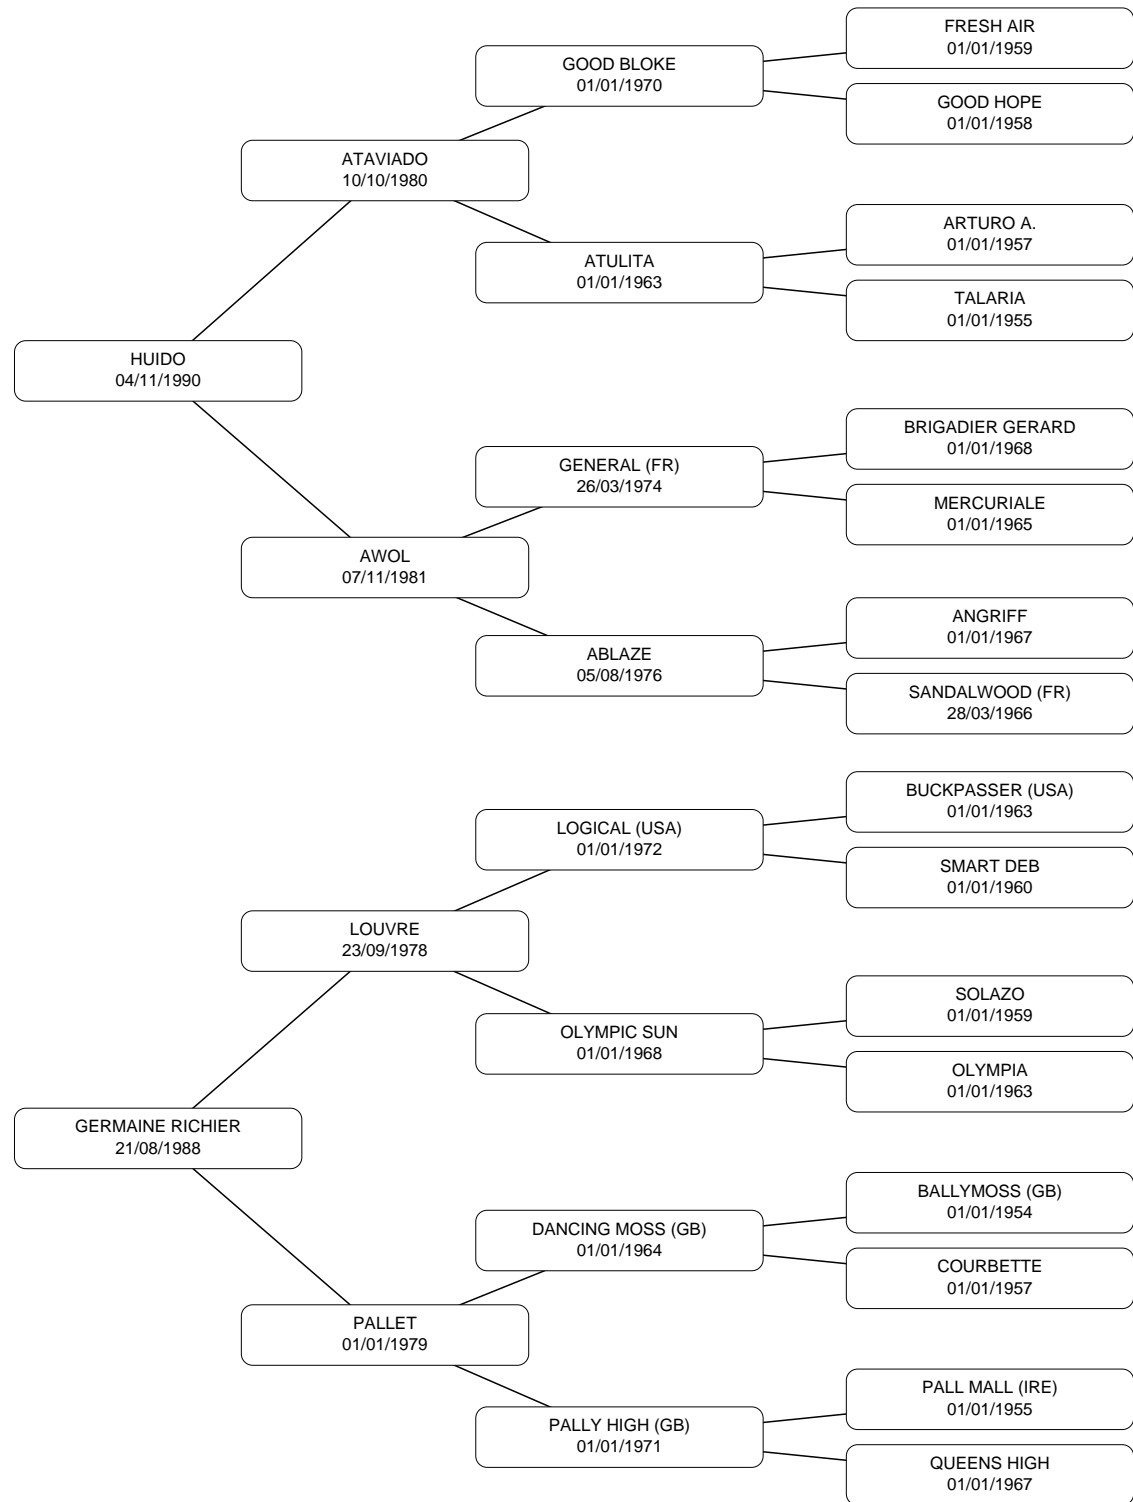 FRESH AIR
01/01/1959
GOOD BLOKE
01/01/1970
GOOD HOPE
01/01/1958
ATAVIADO
10/10/1980
ARTURO A.
01/01/1957
ATULITA
01/01/1963
TALARIA
01/01/1955
HUIDO
04/11/1990
BRIGADIER GERARD
01/01/1968
GENERAL (FR)
26/03/1974
MERCURIALE
01/01/1965
AWOL
07/11/1981
ANGRIFF
01/01/1967
ABLAZE
05/08/1976
SANDALWOOD (FR)
28/03/1966
BUCKPASSER (USA)
01/01/1963
LOGICAL (USA)
01/01/1972
SMART DEB
01/01/1960
LOUVRE
23/09/1978
SOLAZO
01/01/1959
OLYMPIC SUN
01/01/1968
OLYMPIA
01/01/1963
GERMAINE RICHIER
21/08/1988
BALLYMOSS (GB)
01/01/1954
DANCING MOSS (GB)
01/01/1964
COURBETTE
01/01/1957
PALLET
01/01/1979
PALL MALL (IRE)
01/01/1955
PALLY HIGH (GB)
01/01/1971
QUEENS HIGH
01/01/1967